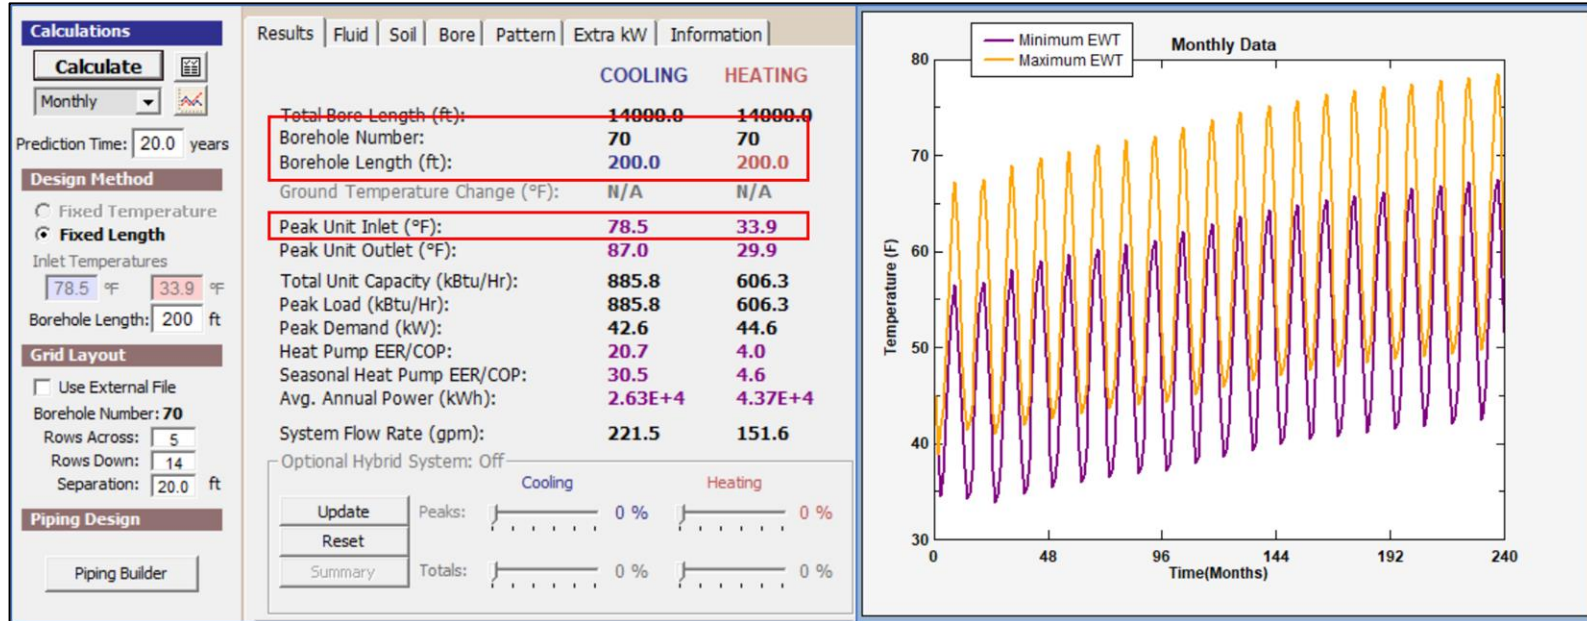 Calculations
Calculate
Monthly
Prediction Time: 20.0 years
Design Method
Fixed Temperature
Fixed Length
Inlet Temperatures
78.5 °F 33.9 °F
Borehole Length: 200 ft
Grid Layout
Use External File
Borehole Number: 70
Rows Across: 5
Rows Down: 14
Separation: 20.0 ft
Piping Design
Piping Builder
Results Fluid Soil Bore Pattern Extra kW Information
COOLING HEATING
Total Bore Length (ft): 14000.0 14000.0
Borehole Number: 70 70
Borehole Length (ft): 200.0 200.0
Ground Temperature Change (°F): N/A N/A
Peak Unit Inlet (°F): 78.5 33.9
Peak Unit Outlet (°F): 87.0 29.9
Total Unit Capacity (kBtu/Hr): 885.8 606.3
Peak Load (kBtu/Hr): 885.8 606.3
Peak Demand (kW): 42.6 44.6
Heat Pump EER/COP: 20.7 4.0
Seasonal Heat Pump EER/COP: 30.5 4.6
Avg. Annual Power (kWh): 2.63E+4 4.37E+4
System Flow Rate (gpm): 221.5 151.6
Optional Hybrid System: Off
Cooling Heating
Update Peaks: 0 % 0 %
Reset
Summary Totals: 0 % 0 %
Minimum EWT
Maximum EWT
Monthly Data
80
70
60
50
40
30
Temperature (F)
0 48 96 144 192 240
Time(Months)